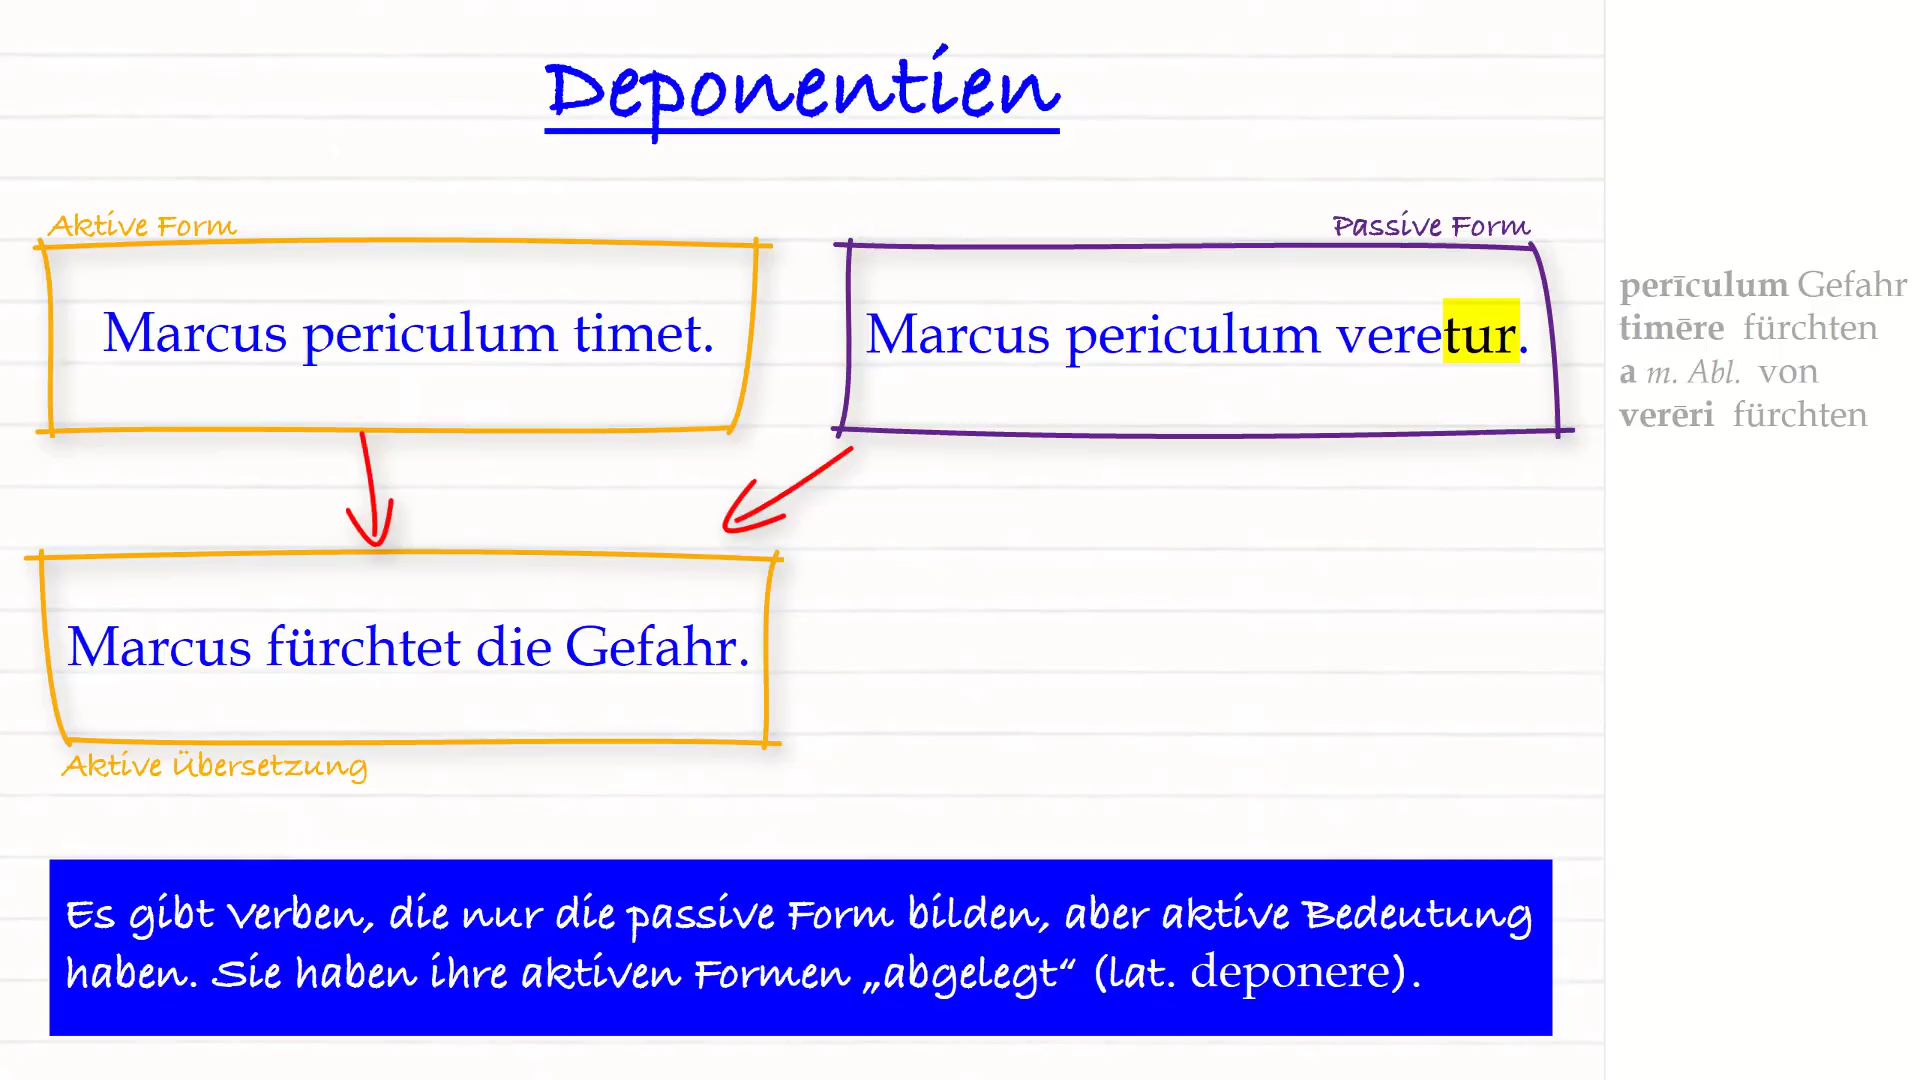 Deponentien
Aktive Form
Marcus periculum timet.
Passive Form
Marcus periculum veretur.
Marcus fürchtet die Gefahr.
Aktive Übersetzung
Es gibt Verben, die nur die passive Form bilden, aber aktive Bedeutung
haben. Sie haben ihre aktiven Formen „abgelegt“ (lat. deponere).
perīculum Gefahr
timēre fürchten
a m. Abl. von
verēri fürchten